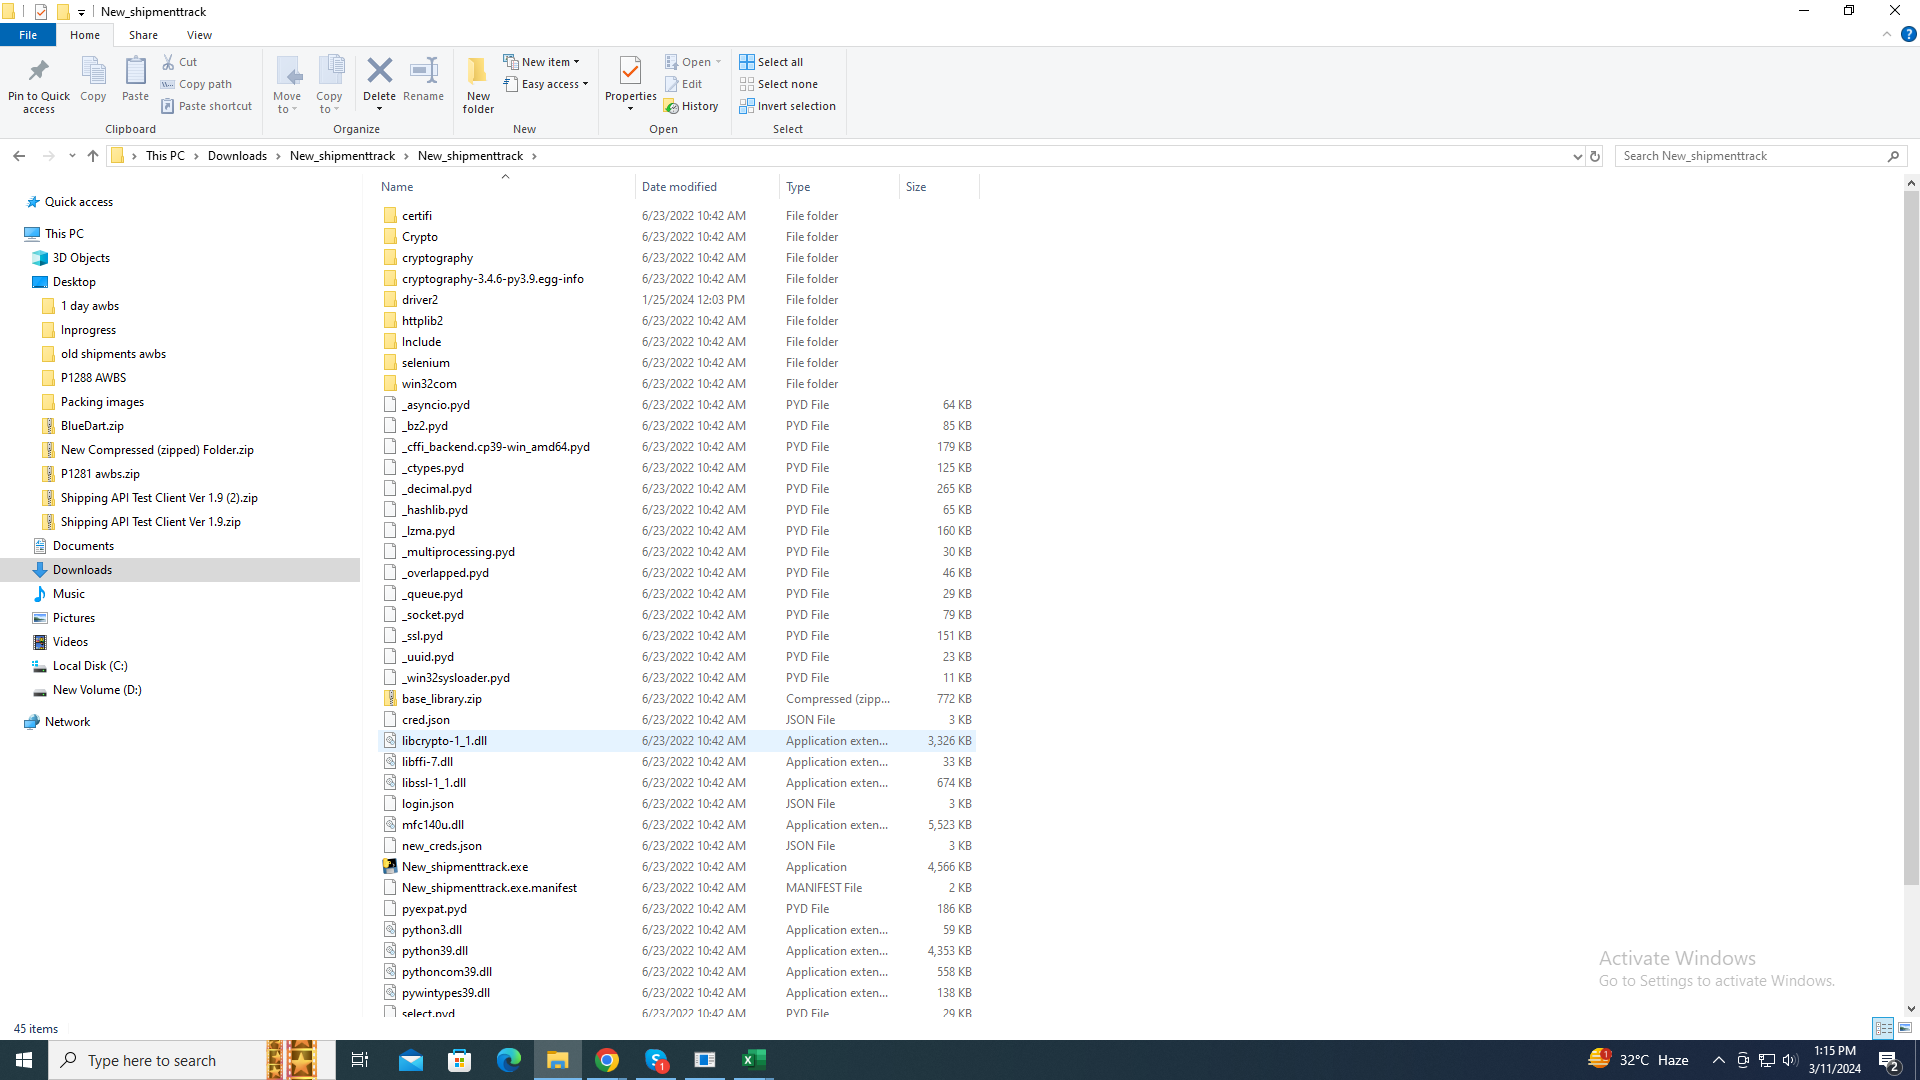 New_shipmenttrack
File Home Share View
Pin to Quick access
Copy
Paste
Cut
Copy path
Paste shortcut
Clipboard
Move to
Copy to
Delete
Rename
Organize
New folder
New item
Easy access
New
Properties
Open
Edit
History
Open
Select all
Select none
Invert selection
Select
This PC Downloads New_shipmenttrack New_shipmenttrack
Search New_shipmenttrack
Quick access
This PC
3D Objects
Desktop
1 day awbs
Inprogress
old shipments awbs
P1288 AWBS
Packing images
BlueDart.zip
New Compressed (zipped) Folder.zip
P1281 awbs.zip
Shipping API Test Client Ver 1.9 (2).zip
Shipping API Test Client Ver 1.9.zip
Documents
Downloads
Music
Pictures
Videos
Local Disk (C:)
New Volume (D:)
Network
Name Date modified Type Size
certifi 6/23/2022 10:42 AM File folder
Crypto 6/23/2022 10:42 AM File folder
cryptography 6/23/2022 10:42 AM File folder
cryptography-3.4.6-py3.9.egg-info 6/23/2022 10:42 AM File folder
driver2 1/25/2024 12:03 PM File folder
httplib2 6/23/2022 10:42 AM File folder
Include 6/23/2022 10:42 AM File folder
selenium 6/23/2022 10:42 AM File folder
win32com 6/23/2022 10:42 AM File folder
_asyncio.pyd 6/23/2022 10:42 AM PYD File 64 KB
_bz2.pyd 6/23/2022 10:42 AM PYD File 85 KB
_cffi_backend.cp39-win_amd64.pyd 6/23/2022 10:42 AM PYD File 179 KB
_ctypes.pyd 6/23/2022 10:42 AM PYD File 125 KB
_decimal.pyd 6/23/2022 10:42 AM PYD File 265 KB
_hashlib.pyd 6/23/2022 10:42 AM PYD File 65 KB
_lzma.pyd 6/23/2022 10:42 AM PYD File 160 KB
_multiprocessing.pyd 6/23/2022 10:42 AM PYD File 30 KB
_overlapped.pyd 6/23/2022 10:42 AM PYD File 46 KB
_queue.pyd 6/23/2022 10:42 AM PYD File 29 KB
_socket.pyd 6/23/2022 10:42 AM PYD File 79 KB
_ssl.pyd 6/23/2022 10:42 AM PYD File 151 KB
_uuid.pyd 6/23/2022 10:42 AM PYD File 23 KB
_win32sysloader.pyd 6/23/2022 10:42 AM PYD File 11 KB
base_library.zip 6/23/2022 10:42 AM Compressed (zipp... 772 KB
cred.json 6/23/2022 10:42 AM JSON File 3 KB
libcrypto-1_1.dll 6/23/2022 10:42 AM Application exten... 3,326 KB
libffi-7.dll 6/23/2022 10:42 AM Application exten... 33 KB
libssl-1_1.dll 6/23/2022 10:42 AM Application exten... 674 KB
login.json 6/23/2022 10:42 AM JSON File 3 KB
mfc140u.dll 6/23/2022 10:42 AM Application exten... 5,523 KB
new_creds.json 6/23/2022 10:42 AM JSON File 3 KB
New_shipmenttrack.exe 6/23/2022 10:42 AM Application 4,566 KB
New_shipmenttrack.exe.manifest 6/23/2022 10:42 AM MANIFEST File 2 KB
pyexpat.pyd 6/23/2022 10:42 AM PYD File 186 KB
python3.dll 6/23/2022 10:42 AM Application exten... 59 KB
python39.dll 6/23/2022 10:42 AM Application exten... 4,353 KB
pythoncom39.dll 6/23/2022 10:42 AM Application exten... 558 KB
pywintypes39.dll 6/23/2022 10:42 AM Application exten... 138 KB
select.pyd 6/23/2022 10:42 AM PYD File 29 KB
Activate Windows
Go to Settings to activate Windows.
45 items
Type here to search
1
1
32°C Haze
1:15 PM
3/11/2024
2